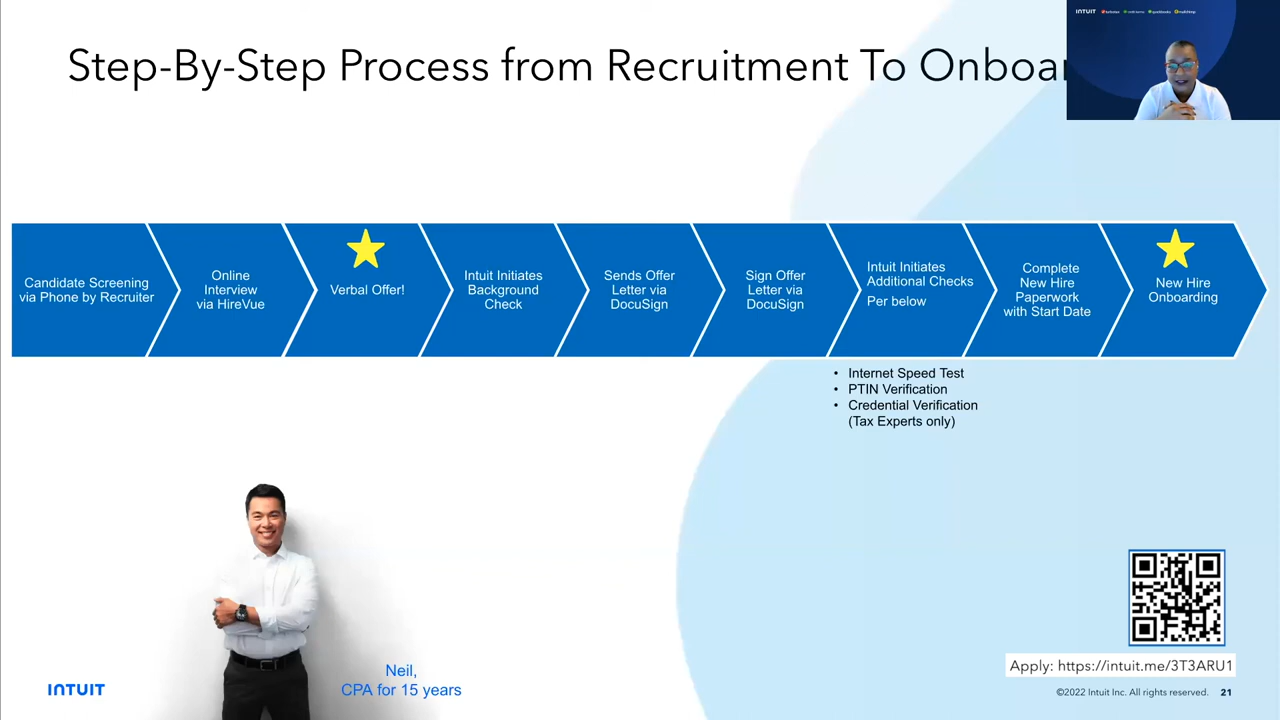 Step-By-Step Process from Recruitment To Onboar
INTUIT
Candidate Screening
via Phone by Recruiter
Online
Interview
via HireVue
Verbal Offer!
Intuit Initiates
Background
Check
Sends Offer
Letter via
DocuSign
Sign Offer
Letter via
DocuSign
Intuit Initiates
Additional Checks
Per below
Complete
New Hire
Paperwork
with Start Date
New Hire
Onboarding
• Internet Speed Test
• PTIN Verification
• Credential Verification
(Tax Experts only)
Neil,
CPA for 15 years
INTUIT
Apply: https://intuit.me/3T3ARU1
©2022 Intuit Inc. All rights reserved. 21